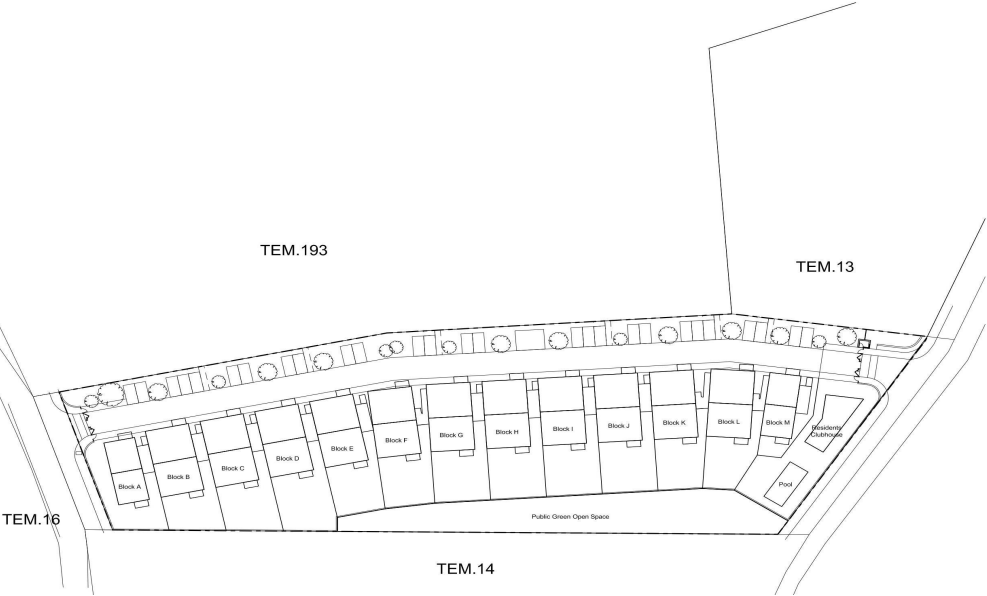 TEM.193
TEM.13
Block A
Block B
Block C
Block D
Block E
Block F
Block G
Block H
Block I
Block J
Block K
Block L
Block M
Residents
Clubhouse
Pool
Public Green Open Space
TEM.16
TEM.14